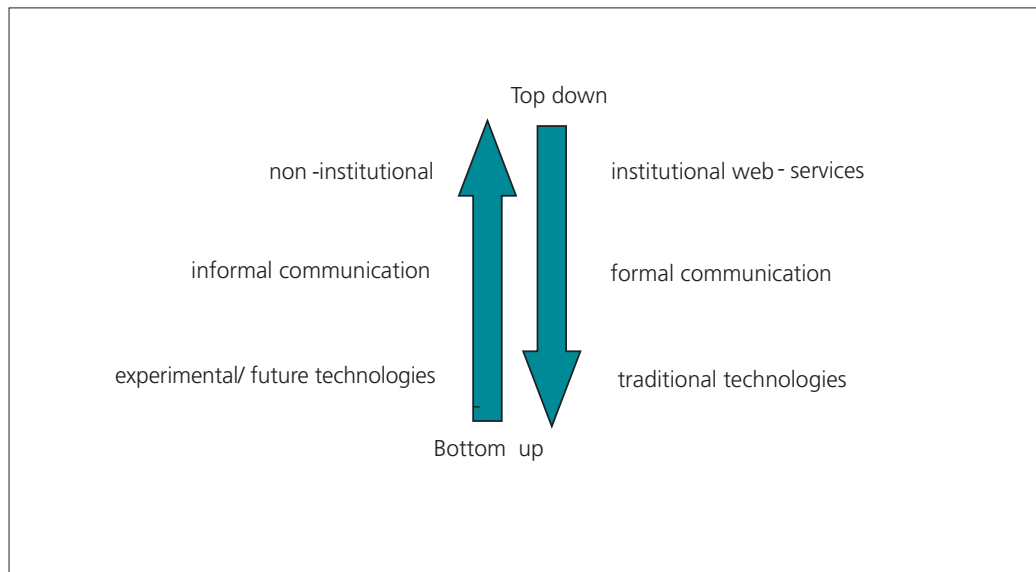 Top down
non -institutional
institutional web - services
informal communication
formal communication
experimental/ future technologies
traditional technologies
Bottom up